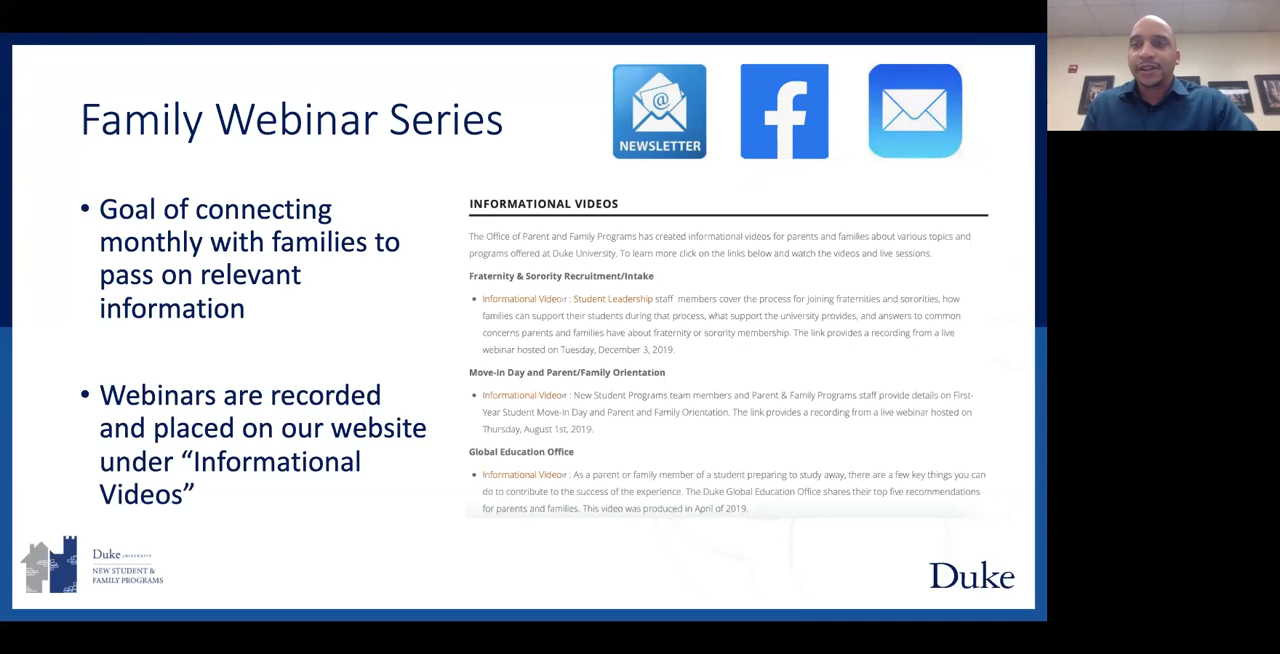 Family Webinar Series
NEWSLETTER
• Goal of connecting
monthly with families to
pass on relevant
information
• Webinars are recorded
and placed on our website
under “Informational
Videos”
INFORMATIONAL VIDEOS
The Office of Parent and Family Programs has created informational videos for parents and families about various topics and
programs offered at Duke University. To learn more click on the links below and watch the videos and live sessions.
Fraternity & Sorority Recruitment/Intake
• Informational Video : Student Leadership staff members cover the process for joining fraternities and sororities, how
families can support their students during that process, what support the university provides, and answers to common
concerns parents and families have about fraternity or sorority membership. The link provides a recording from a live
webinar hosted on Tuesday, December 3, 2019.
Move-In Day and Parent/Family Orientation
• Informational Video : New Student Programs team members and Parent & Family Programs staff provide details on First-
Year Student Move-in Day and Parent and Family Orientation. The link provides a recording from a live webinar hosted on
Thursday, August 1st, 2019.
Global Education Office
• Informational Video : As a parent or family member of a student preparing to study away, there are a few key things you can
do to contribute to the success of the experience. The Duke Global Education Office shares their top five recommendations
for parents and families. This video was produced in April of 2019.
Duke UNIVERSITY
NEW STUDENT &
FAMILY PROGRAMS
Duke